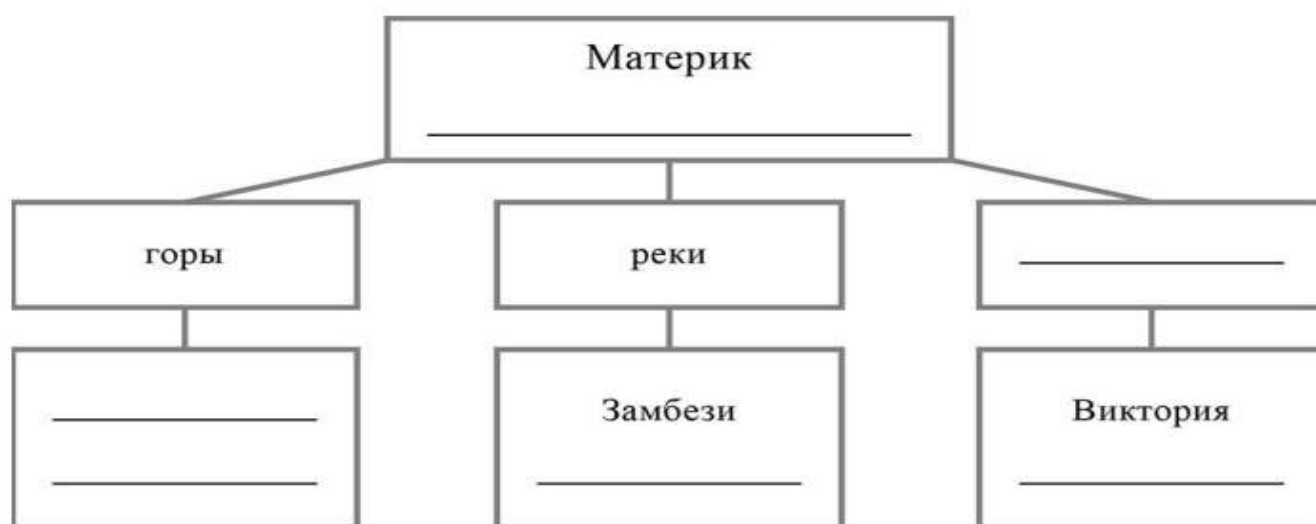 Материк
горы
реки
Замбези
Виктория